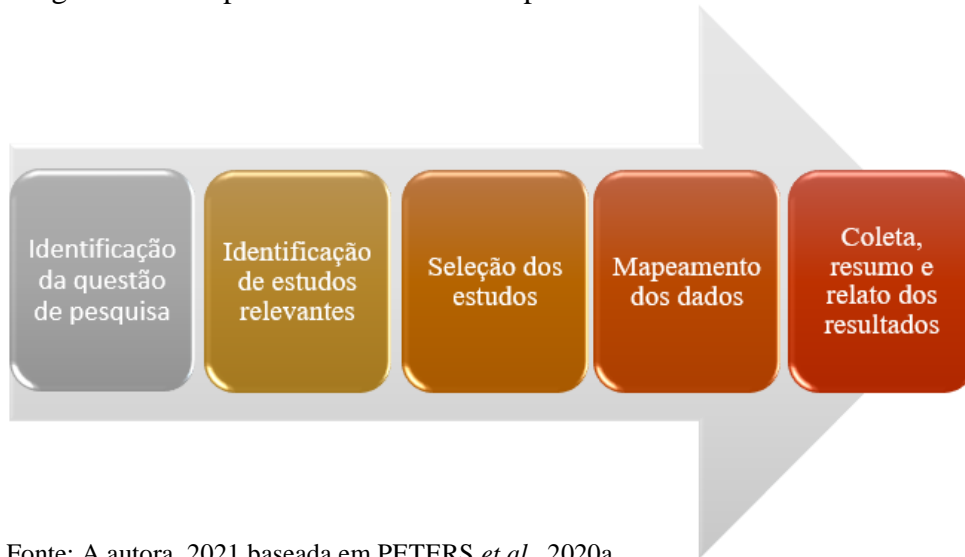 Identificação
da questão
de pesquisa
Identificação
de estudos
relevantes
Seleção dos
estudos
Mapeamento
dos dados
Coleta,
resumo e
relato dos
resultados
Fonte: A autora, 2021 baseada em PETERS et al., 2020a